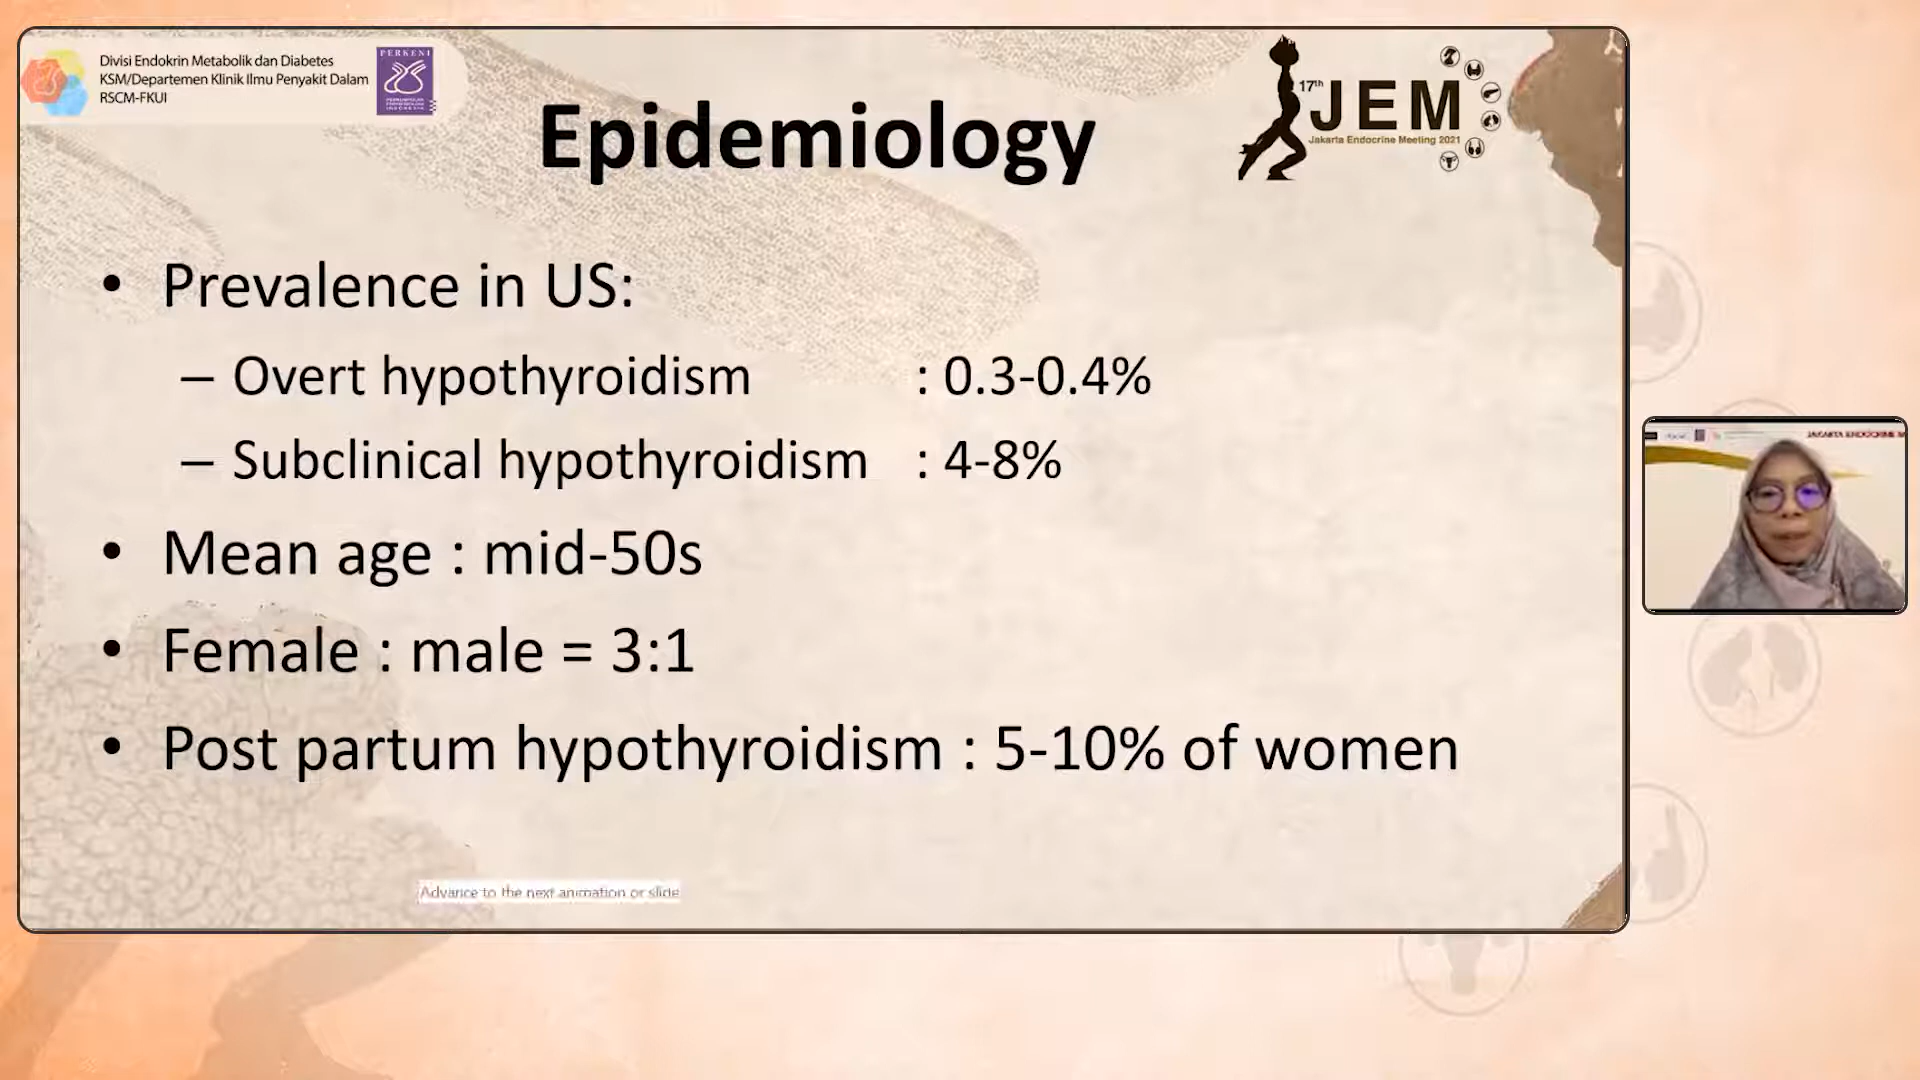 Divisi Endokrin Metabolik dan Diabetes
KSM/Departemen Klinik Ilmu Penyakit Dalam
RSCM-FKUI
PERKENI
17th JEM
Jakarta Endocrine Meeting 2021
Epidemiology
• Prevalence in US:
– Overt hypothyroidism : 0.3-0.4%
– Subclinical hypothyroidism : 4-8%
• Mean age : mid-50s
• Female : male = 3:1
• Post partum hypothyroidism : 5-10% of women
Advance to the next animation or slide
JAKARTA ENDOCRINE